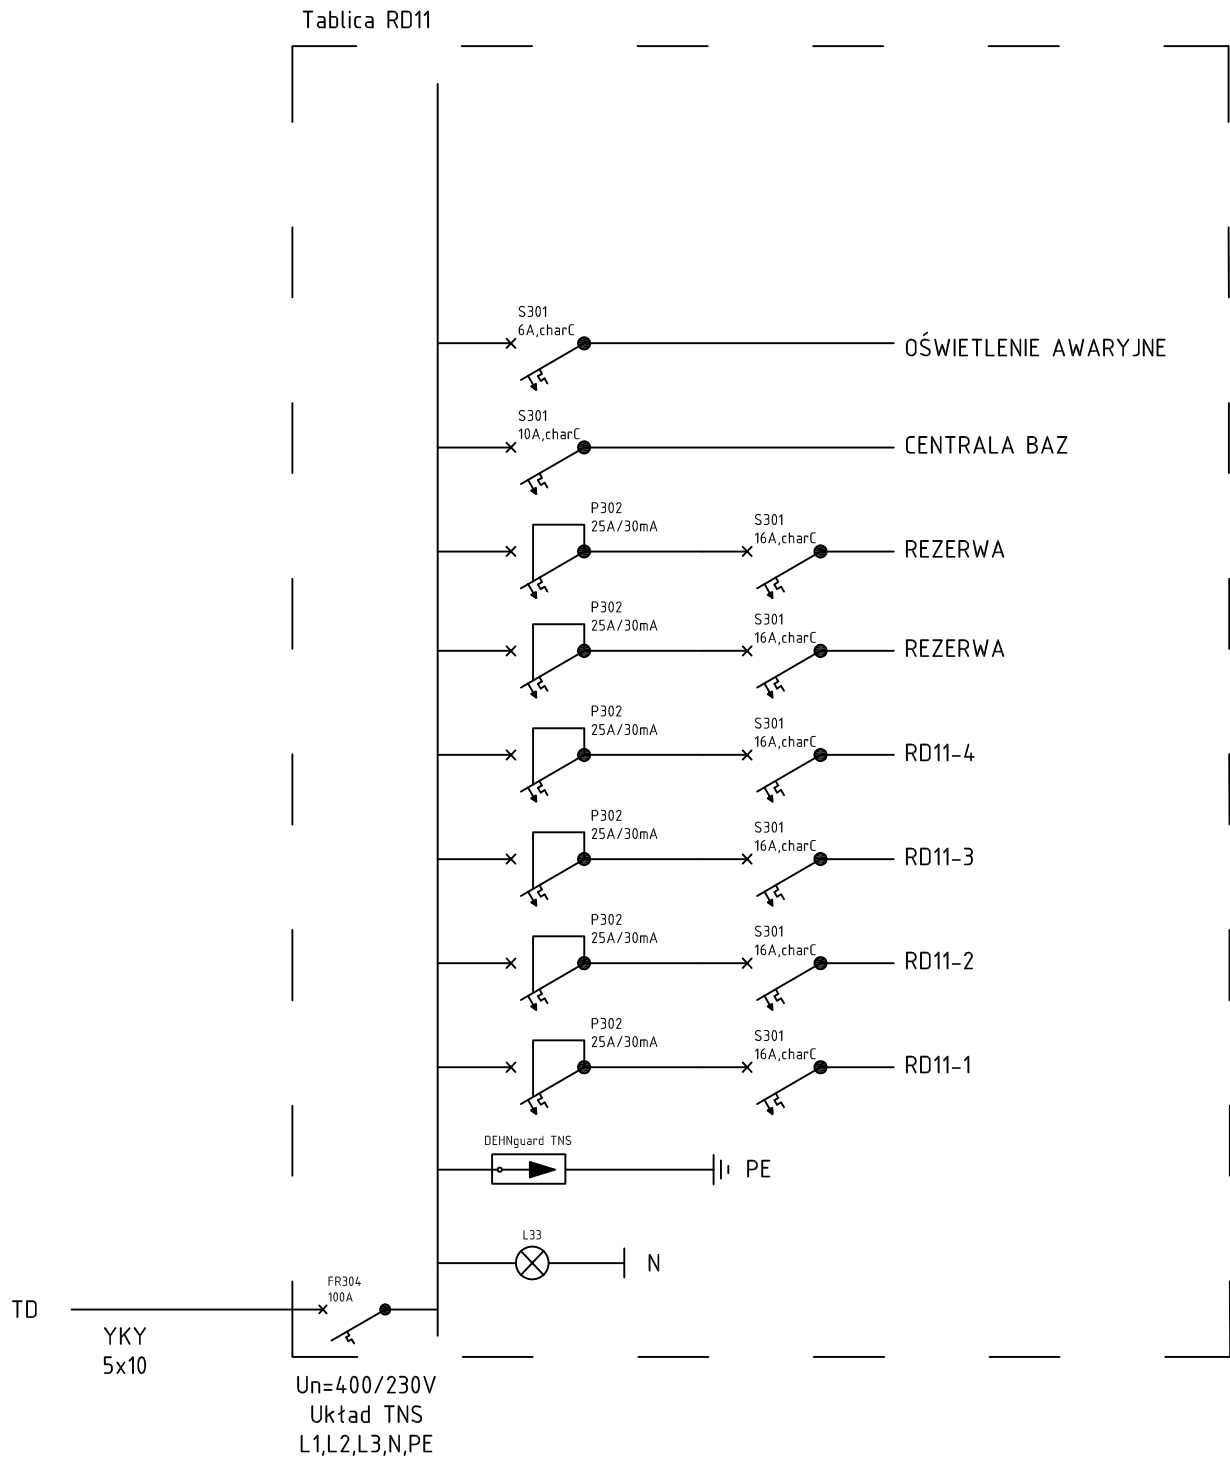 Tablica RD11
S301
6A,charC
OŚWIETLENIE AWARYJNE
S301
10A,charC
CENTRALA BAZ
P302
25A/30mA
S301
16A,charC
REZERWA
P302
25A/30mA
S301
16A,charC
REZERWA
P302
25A/30mA
S301
16A,charC
RD11-4
P302
25A/30mA
S301
16A,charC
RD11-3
P302
25A/30mA
S301
16A,charC
RD11-2
P302
25A/30mA
S301
16A,charC
RD11-1
DEHNguard TNS
PE
L33
N
FR304
100A
TD
YKY
5x10
Un=400/230V
Układ TNS
L1,L2,L3,N,PE